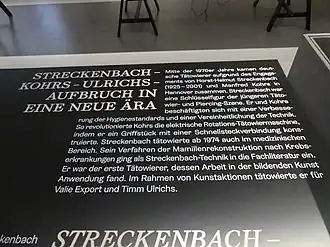 STRECKENBACH –
KOHRS – ULRICHS –
AUFBRUCH IN
EINE NEUE ÄRA
Mitte der 1970er Jahre kamen deut-
sche Tätowierer aufgrund des Engage-
ments von Horst-Helmut Streckenbach
(1925–2001) und Manfred Kohrs in
Hannover zusammen. Streckenbach war
eine Schlüsselfigur der jüngeren Täto-
wier- und Piercing-Szene. Er und Kohrs
beschäftigten sich mit einer Verbesse-
rung der Hygienestandards und einer Vereinheitlichung der Technik.
So revolutionierte Kohrs die elektrische Rotations-Tätowiermaschine,
indem er ein Griffstück mit einer Schnellstackverbindung kons-
truierte. Streckenbach tätowierte ab 1974 auch im medizinischen
Bereich. Sein Verfahren der Mamillenrekonstruktion nach Krebs-
erkrankungen ging als Streckenbach-Technik in die Fachliteratur ein.
Er war der erste Tätowierer, dessen Arbeit in der bildenden Kunst
Anwendung fand. Im Rahmen von Kunstaktionen tätowierte er für
Valie Export und Timm Ulrichs.
STRECKENBACH –